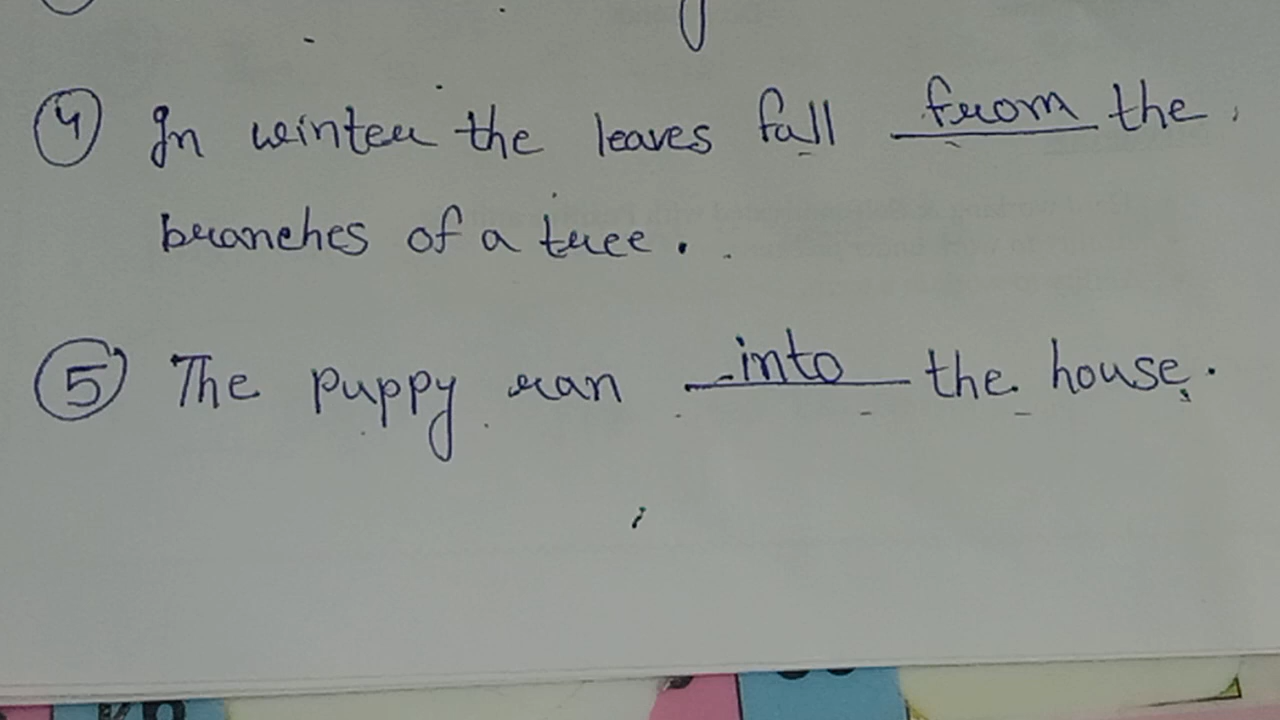 4 In winter the leaves fall from the
branches of a tree.
5 The puppy ran into the house.